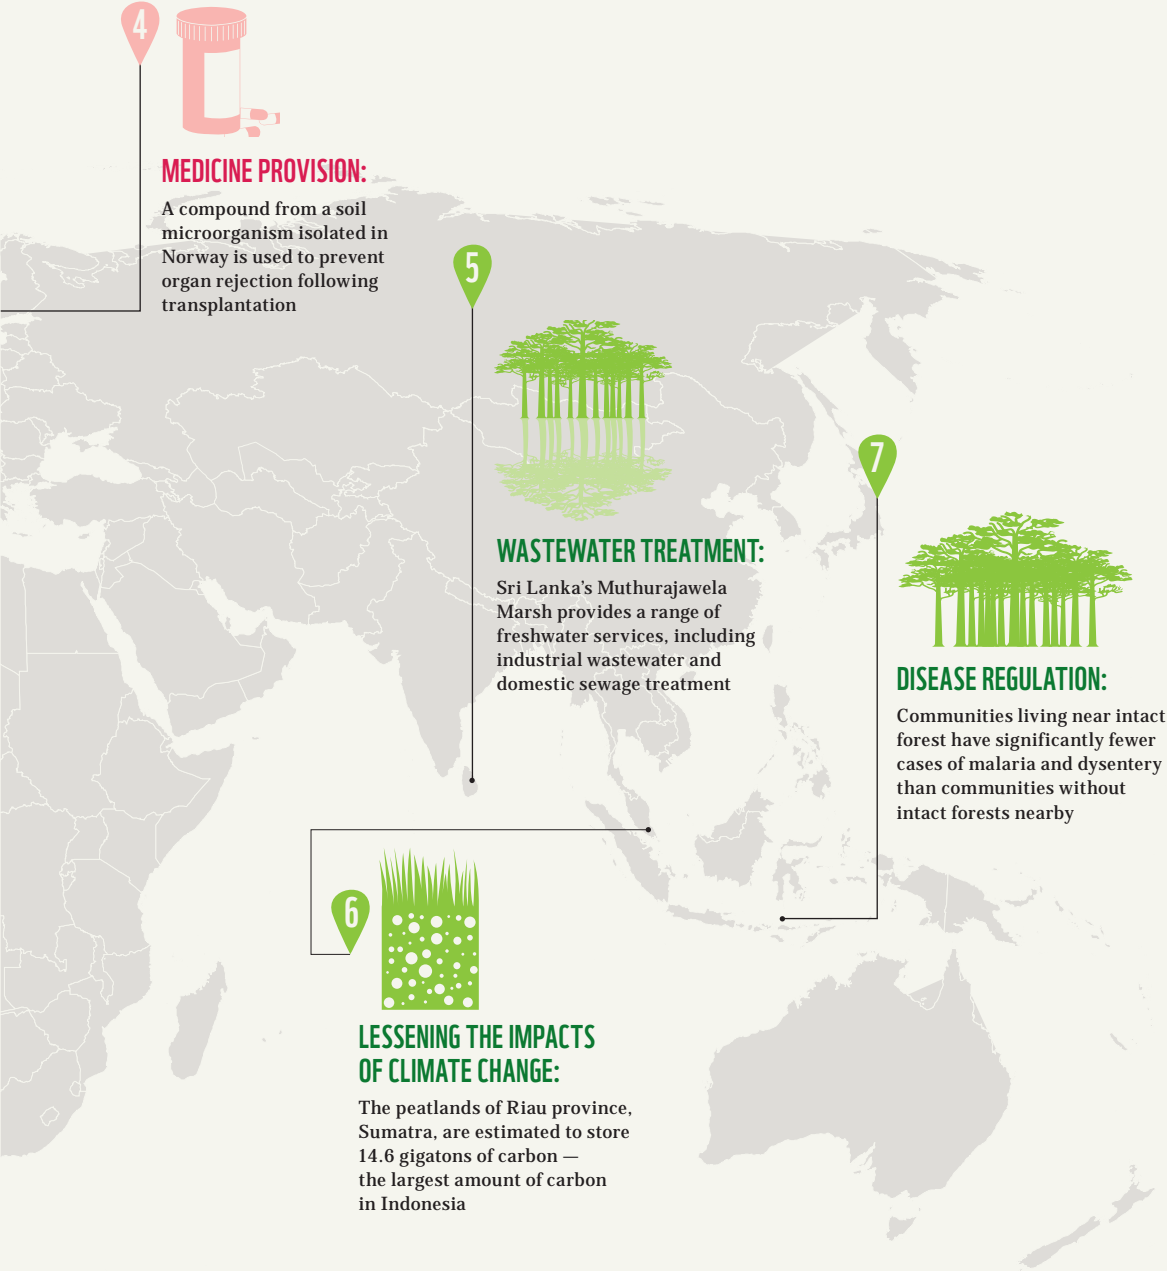 4
MEDICINE PROVISION:
A compound from a soil
microorganism isolated in
Norway is used to prevent
organ rejection following
transplantation
5
WASTEWATER TREATMENT:
Sri Lanka’s Muthurajawela
Marsh provides a range of
freshwater services, including
industrial wastewater and
domestic sewage treatment
6
LESSENING THE IMPACTS
OF CLIMATE CHANGE:
The peatlands of Riau province,
Sumatra, are estimated to store
14.6 gigatons of carbon —
the largest amount of carbon
in Indonesia
7
DISEASE REGULATION:
Communities living near intact
forest have significantly fewer
cases of malaria and dysentery
than communities without
intact forests nearby